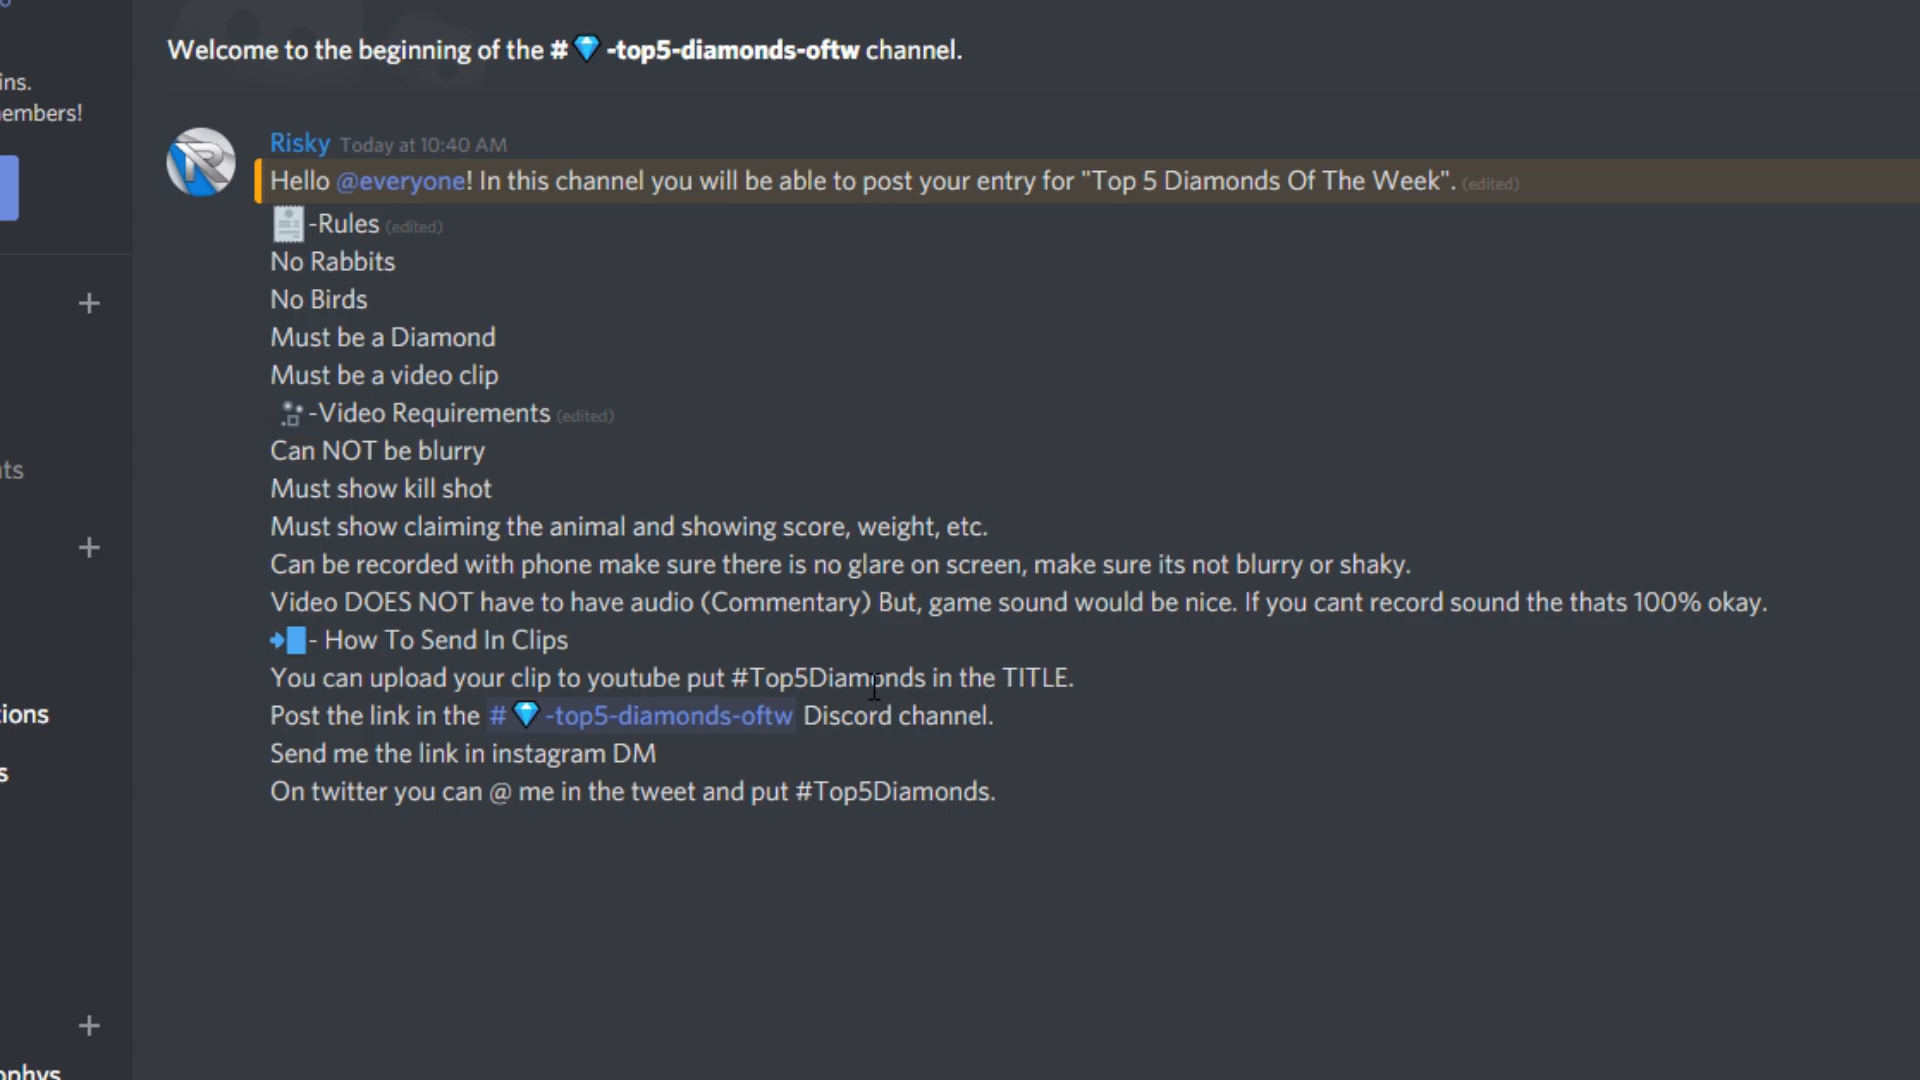 Welcome to the beginning of the #💎-top5-diamonds-oftw channel.
ins.
embers!
Risky Today at 10:40 AM
Hello @everyone! In this channel you will be able to post your entry for "Top 5 Diamonds Of The Week". (edited)
-Rules (edited)
No Rabbits
No Birds
Must be a Diamond
Must be a video clip
-Video Requirements (edited)
Can NOT be blurry
ts
Must show kill shot
Must show claiming the animal and showing score, weight, etc.
Can be recorded with phone make sure there is no glare on screen, make sure its not blurry or shaky.
Video DOES NOT have to have audio (Commentary) But, game sound would be nice. If you cant record sound the thats 100% okay.
- How To Send In Clips
You can upload your clip to youtube put #Top5Diamonds in the TITLE.
Post the link in the #💎-top5-diamonds-oftw Discord channel.
ions
Send me the link in instagram DM
s
On twitter you can @ me in the tweet and put #Top5Diamonds.
ophys